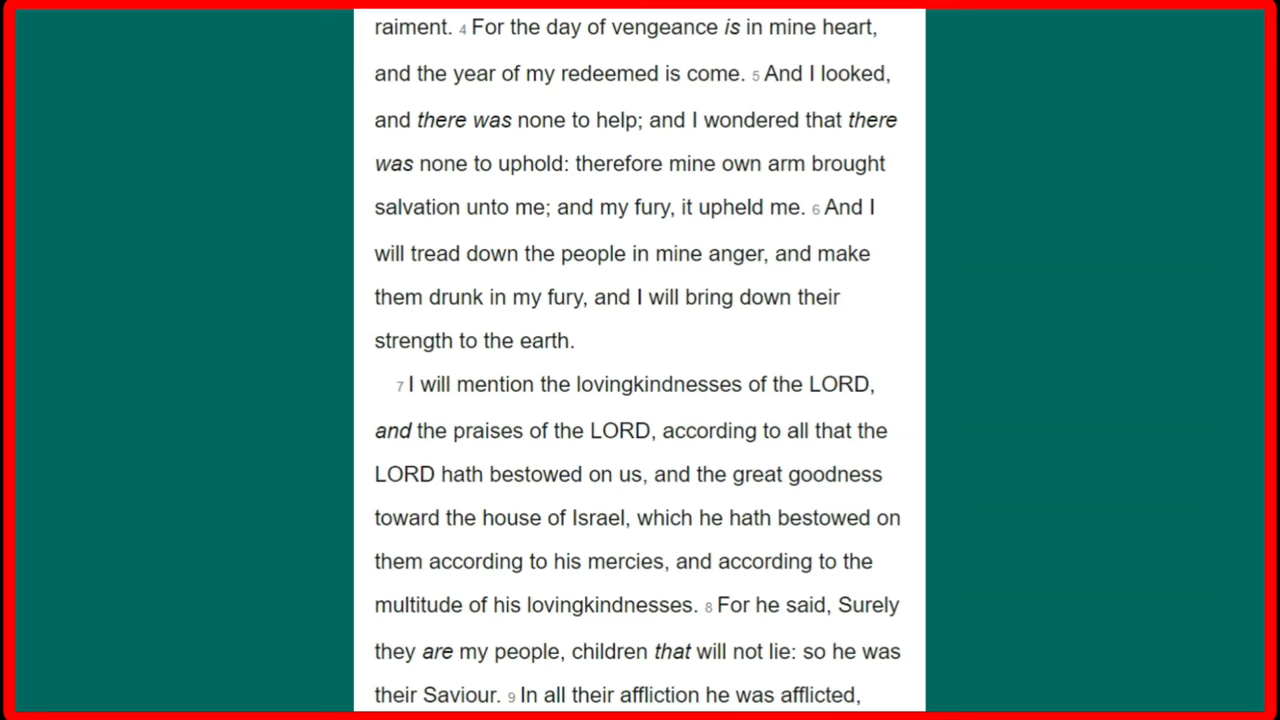 raiment. 4 For the day of vengeance is in mine heart,
and the year of my redeemed is come. 5 And I looked,
and there was none to help; and I wondered that there
was none to uphold: therefore mine own arm brought
salvation unto me; and my fury, it upheld me. 6 And I
will tread down the people in mine anger, and make
them drunk in my fury, and I will bring down their
strength to the earth.
7 I will mention the lovingkindnesses of the LORD,
and the praises of the LORD, according to all that the
LORD hath bestowed on us, and the great goodness
toward the house of Israel, which he hath bestowed on
them according to his mercies, and according to the
multitude of his lovingkindnesses. 8 For he said, Surely
they are my people, children that will not lie: so he was
their Saviour. 9 In all their affliction he was afflicted,